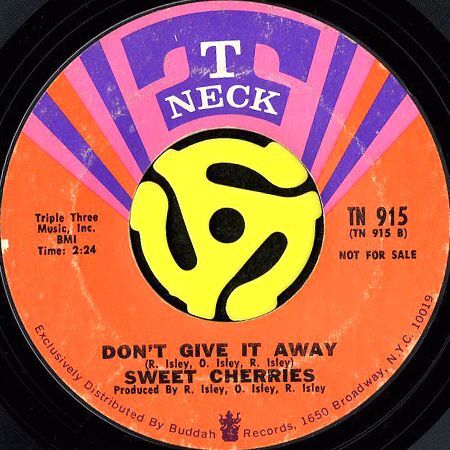 T
NECK
Triple Three
Music, Inc.
BMI
Time: 2:24
TN 915
(TN 915 B)
NOT FOR SALE
DON'T GIVE IT AWAY
(R. Isley, O. Isley, R. Isley)
SWEET CHERRIES
Produced By R. Isley, O. Isley, R. Isley
Exclusively Distributed By Buddah Records, 1650 Broadway, N.Y.C. 10019